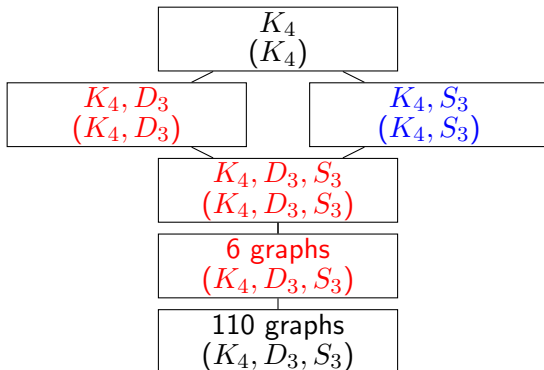 K₄
(K₄)
K₄, D₃
(K₄, D₃)
K₄, S₃
(K₄, S₃)
K₄, D₃, S₃
(K₄, D₃, S₃)
6 graphs
(K₄, D₃, S₃)
110 graphs
(K₄, D₃, S₃)